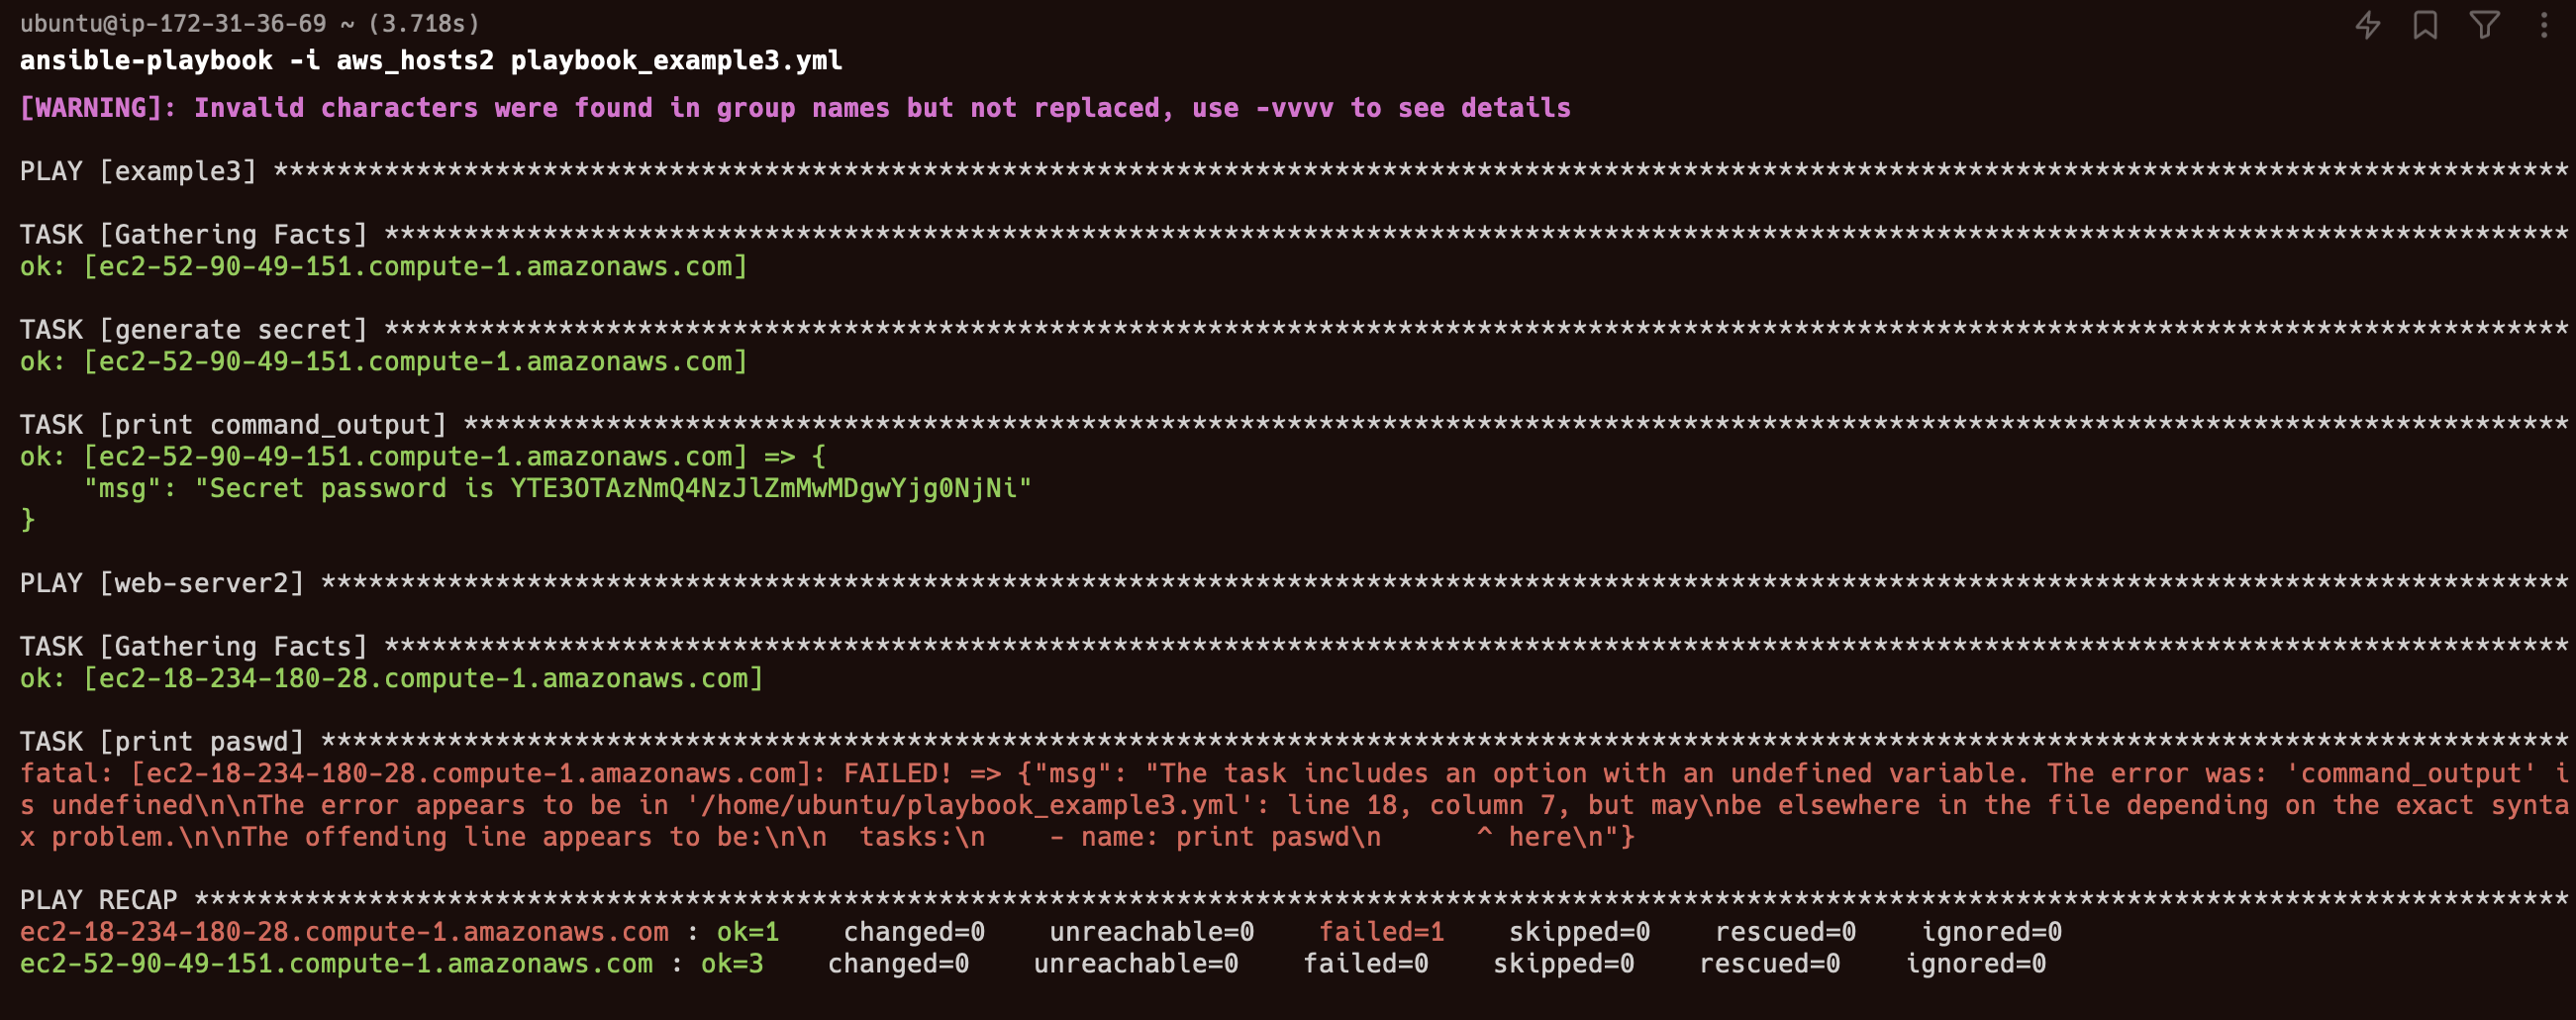 ubuntu@ip-172-31-36-69 ~ (3.718s)
ansible-playbook -i aws_hosts2 playbook_example3.yml
[WARNING]: Invalid characters were found in group names but not replaced, use -vvvv to see details
PLAY [example3] *************************************************************************************************************************************************
TASK [Gathering Facts] ******************************************************************************************************************************************
ok: [ec2-52-90-49-151.compute-1.amazonaws.com]
TASK [generate secret] ******************************************************************************************************************************************
ok: [ec2-52-90-49-151.compute-1.amazonaws.com]
TASK [print command_output] *************************************************************************************************************************************
ok: [ec2-52-90-49-151.compute-1.amazonaws.com] => {
    "msg": "Secret password is YTE3OTAzNmQ4NzJlZmMwMDgwYjg0NjNi"
}
PLAY [web-server2] **********************************************************************************************************************************************
TASK [Gathering Facts] ******************************************************************************************************************************************
ok: [ec2-18-234-180-28.compute-1.amazonaws.com]
TASK [print paswd] **********************************************************************************************************************************************
fatal: [ec2-18-234-180-28.compute-1.amazonaws.com]: FAILED! => {"msg": "The task includes an option with an undefined variable. The error was: 'command_output' i
s undefined\n\nThe error appears to be in '/home/ubuntu/playbook_example3.yml': line 18, column 7, but may\nbe elsewhere in the file depending on the exact synta
x problem.\n\nThe offending line appears to be:\n\n  tasks:\n    - name: print paswd\n      ^ here\n"}
PLAY RECAP ******************************************************************************************************************************************************
ec2-18-234-180-28.compute-1.amazonaws.com : ok=1    changed=0    unreachable=0    failed=1    skipped=0    rescued=0    ignored=0
ec2-52-90-49-151.compute-1.amazonaws.com : ok=3    changed=0    unreachable=0    failed=0    skipped=0    rescued=0    ignored=0